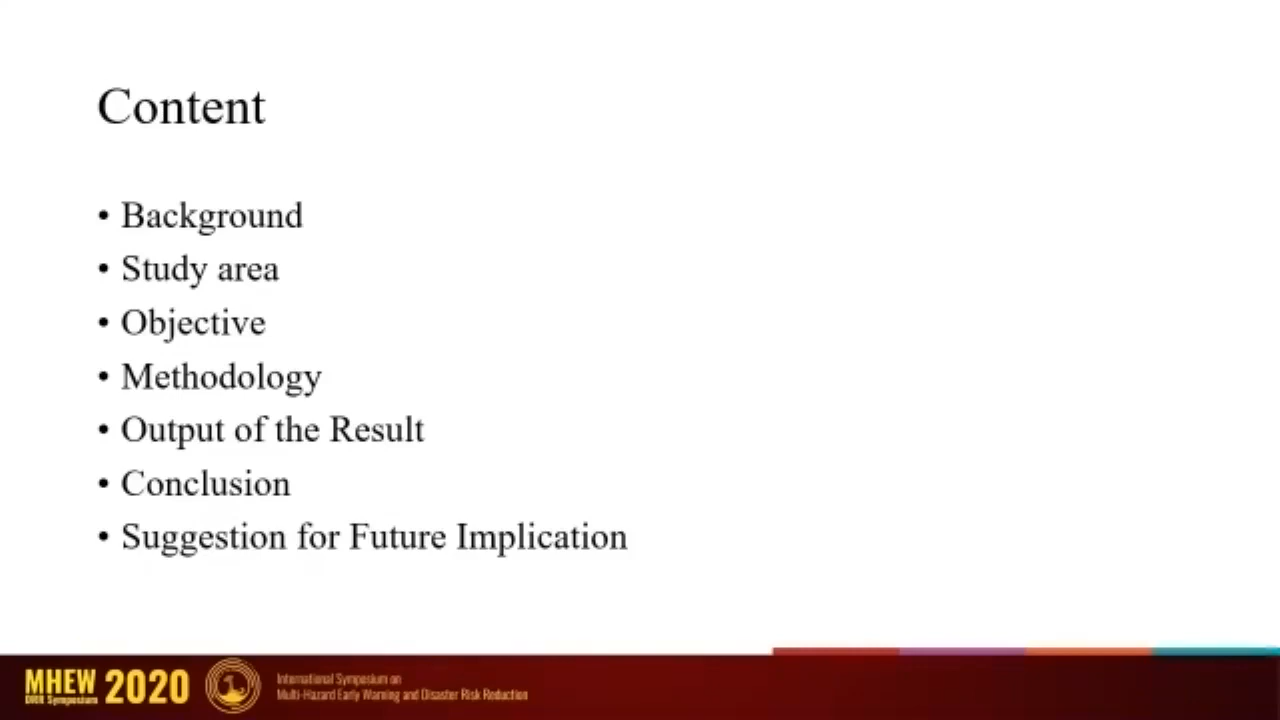 Content
• Background
• Study area
• Objective
• Methodology
• Output of the Result
• Conclusion
• Suggestion for Future Implication
MHEW 2020
DRR Symposium
International Symposium on
Multi-Hazard Early Warning and Disaster Risk Reduction